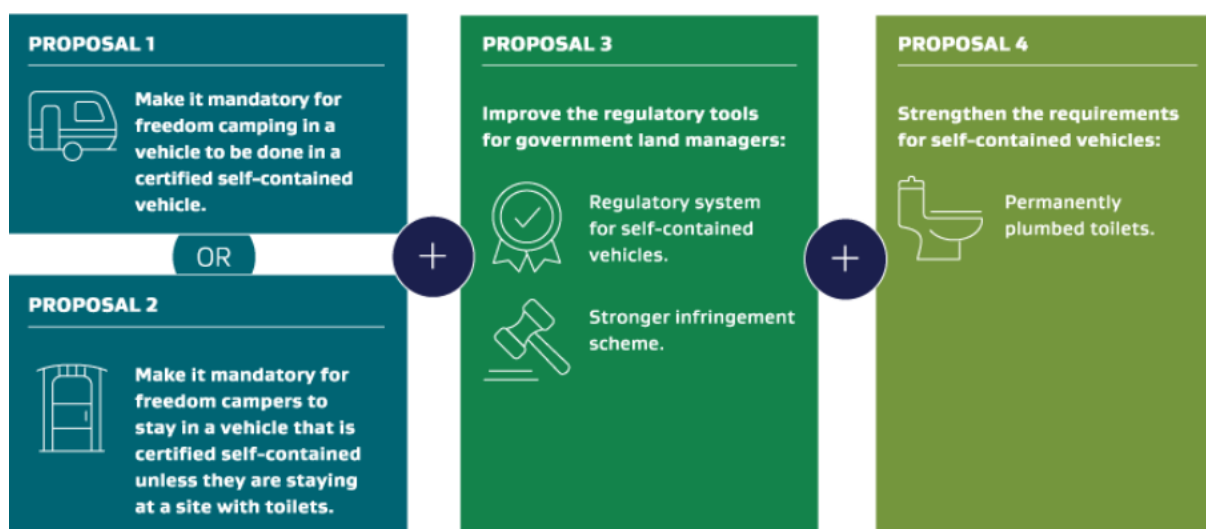 PROPOSAL 1
Make it mandatory for
freedom camping in a
vehicle to be done in a
certified self-contained
vehicle.
OR
PROPOSAL 2
Make it mandatory for
freedom campers to
stay in a vehicle that is
certified self-contained
unless they are staying
at a site with toilets.
+
PROPOSAL 3
Improve the regulatory tools
for government land managers:
Regulatory system
for self-contained
vehicles.
Stronger infringement
scheme.
+
PROPOSAL 4
Strengthen the requirements
for self-contained vehicles:
Permanently
plumbed toilets.